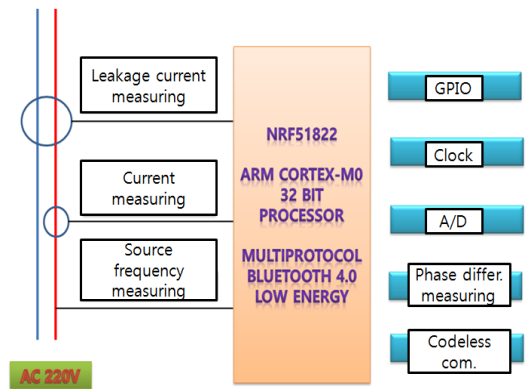 Leakage current
measuring
Current
measuring
Source
frequency
measuring
AC 220V
NRF51822
ARM CORTEX-M0
32 BIT
PROCESSOR
MULTIPROTOCOL
BLUETOOTH 4.0
LOW ENERGY
GPIO
Clock
A/D
Phase differ.
measuring
Codeless
com.